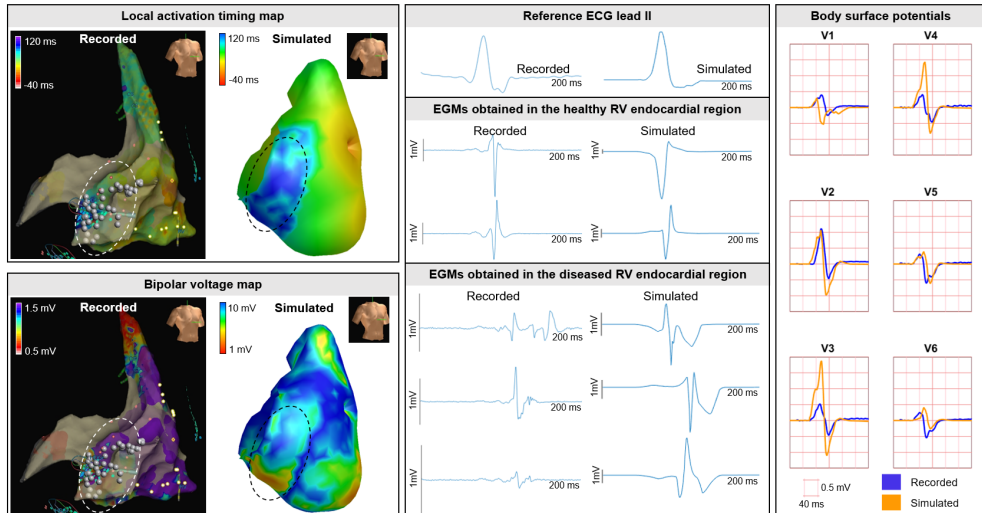 Local activation timing map
Recorded
120 ms
-40 ms
Simulated
120 ms
-40 ms
Bipolar voltage map
Recorded
1.5 mV
0.5 mV
Simulated
10 mV
1 mV
Reference ECG lead II
Recorded
200 ms
Simulated
200 ms
EGMs obtained in the healthy RV endocardial region
Recorded
Simulated
1mV
200 ms
1mV
200 ms
1mV
200 ms
1mV
200 ms
EGMs obtained in the diseased RV endocardial region
Recorded
Simulated
1mV
200 ms
1mV
200 ms
1mV
200 ms
1mV
200 ms
1mV
200 ms
1mV
200 ms
Body surface potentials
V1
V4
V2
V5
V3
V6
0.5 mV
40 ms
Recorded
Simulated